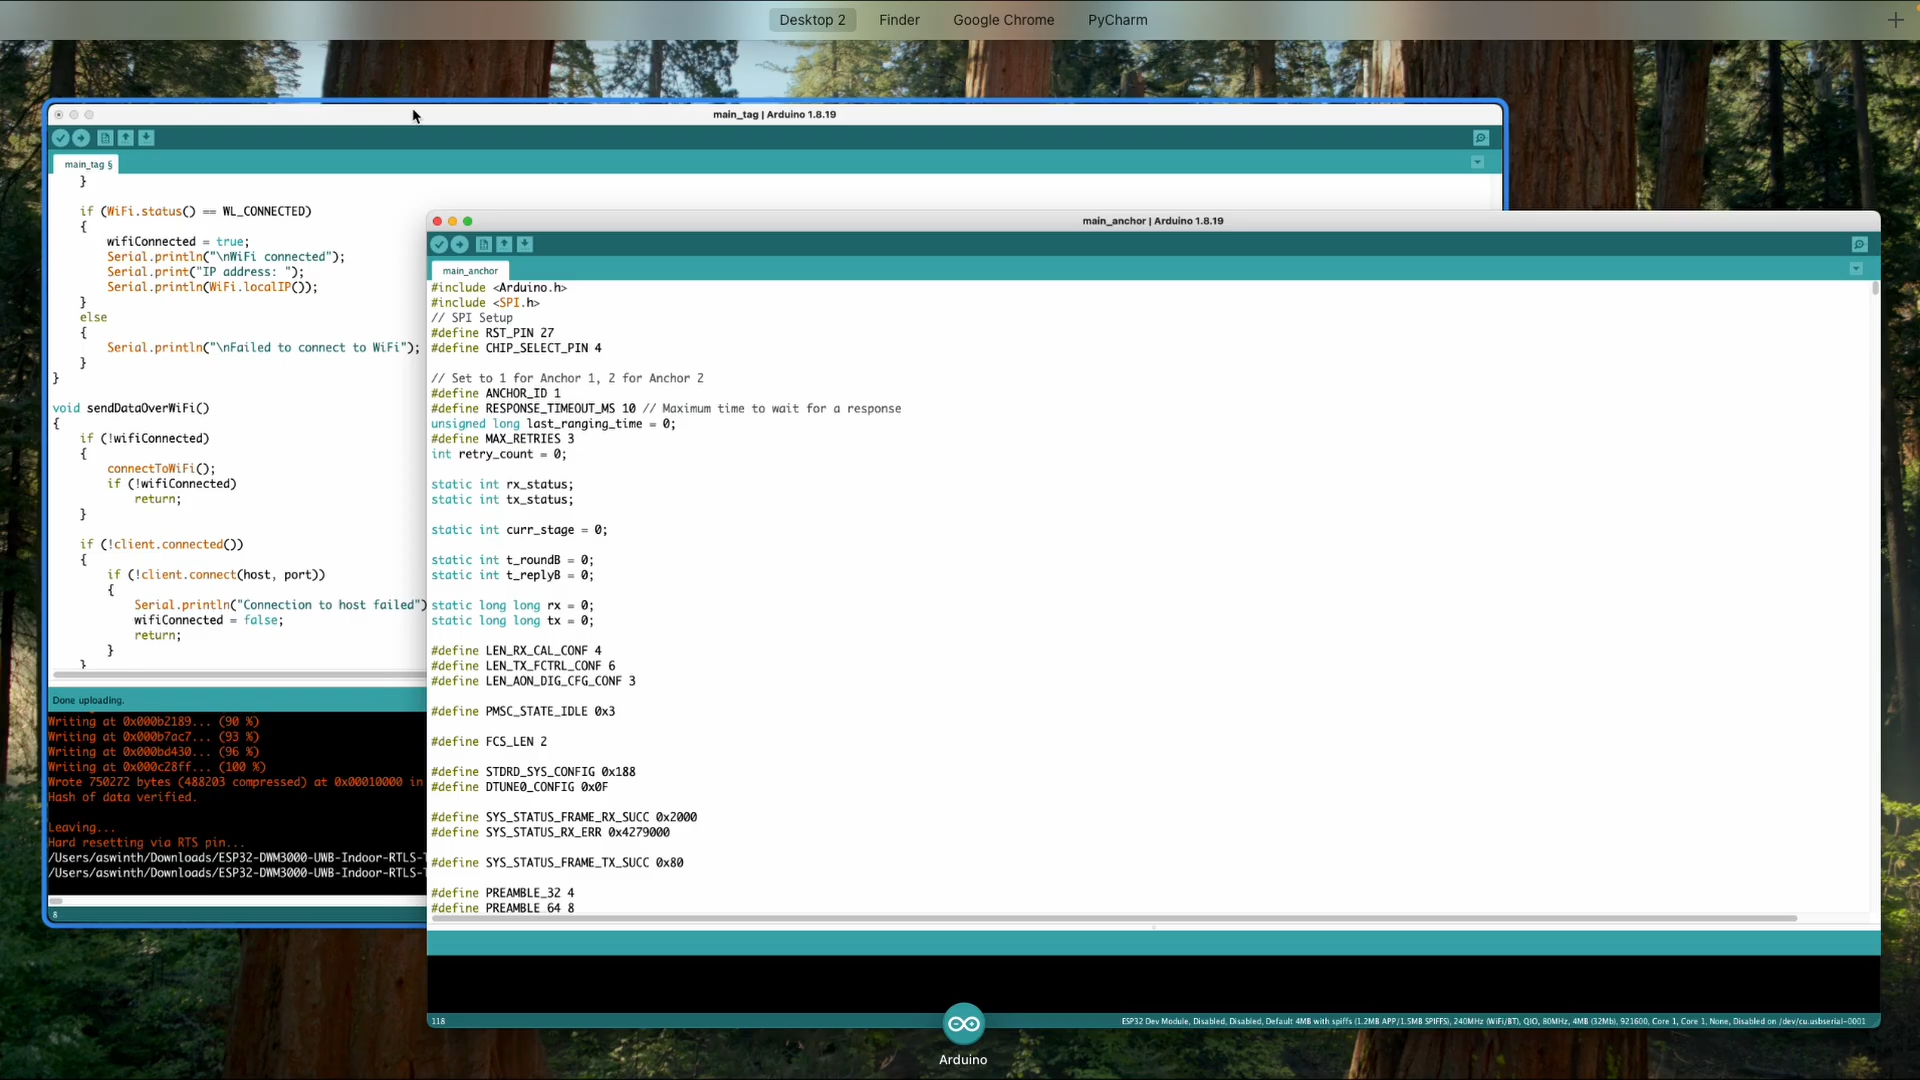 Desktop 2
Finder
Google Chrome
PyCharm
main_tag | Arduino 1.8.19
main_tag §
}
if (WiFi.status() == WL_CONNECTED)
{
wifiConnected = true;
Serial.println("\nWiFi connected");
Serial.print("IP address: ");
Serial.println(WiFi.localIP());
}
else
{
Serial.println("\nFailed to connect to WiFi");
}
}
void sendDataOverWiFi()
{
if (!wifiConnected)
{
connectToWiFi();
if (!wifiConnected)
return;
}
if (!client.connected())
{
if (!client.connect(host, port))
{
Serial.println("Connection to host failed")
wifiConnected = false;
return;
}
}
Done uploading.
Writing at 0x000b2189... (90 %)
Writing at 0x000b7ac7... (93 %)
Writing at 0x000bd430... (96 %)
Writing at 0x000c28ff... (100 %)
Wrote 750272 bytes (488203 compressed) at 0x00010000 in
Hash of data verified.
Leaving...
Hard resetting via RTS pin...
/Users/aswinth/Downloads/ESP32-DWM3000-UWB-Indoor-RTLS-
/Users/aswinth/Downloads/ESP32-DWM3000-UWB-Indoor-RTLS-
8
main_anchor | Arduino 1.8.19
main_anchor
#include <Arduino.h>
#include <SPI.h>
// SPI Setup
#define RST_PIN 27
#define CHIP_SELECT_PIN 4
// Set to 1 for Anchor 1, 2 for Anchor 2
#define ANCHOR_ID 1
#define RESPONSE_TIMEOUT_MS 10 // Maximum time to wait for a response
unsigned long last_ranging_time = 0;
#define MAX_RETRIES 3
int retry_count = 0;
static int rx_status;
static int tx_status;
static int curr_stage = 0;
static int t_roundB = 0;
static int t_replyB = 0;
static long long rx = 0;
static long long tx = 0;
#define LEN_RX_CAL_CONF 4
#define LEN_TX_FCTRL_CONF 6
#define LEN_AON_DIG_CFG_CONF 3
#define PMSC_STATE_IDLE 0x3
#define FCS_LEN 2
#define STDRD_SYS_CONFIG 0x188
#define DTUNE0_CONFIG 0x0F
#define SYS_STATUS_FRAME_RX_SUCC 0x2000
#define SYS_STATUS_RX_ERR 0x4279000
#define SYS_STATUS_FRAME_TX_SUCC 0x80
#define PREAMBLE_32 4
#define PREAMBLE_64 8
118
ESP32 Dev Module, Disabled, Disabled, Default 4MB with spiffs (1.2MB APP/1.5MB SPIFFS), 240MHz (WiFi/BT), QIO, 80MHz, 4MB (32Mb), 921600, Core 1, Core 1, None, Disabled on /dev/cu.usbserial-0001
Arduino